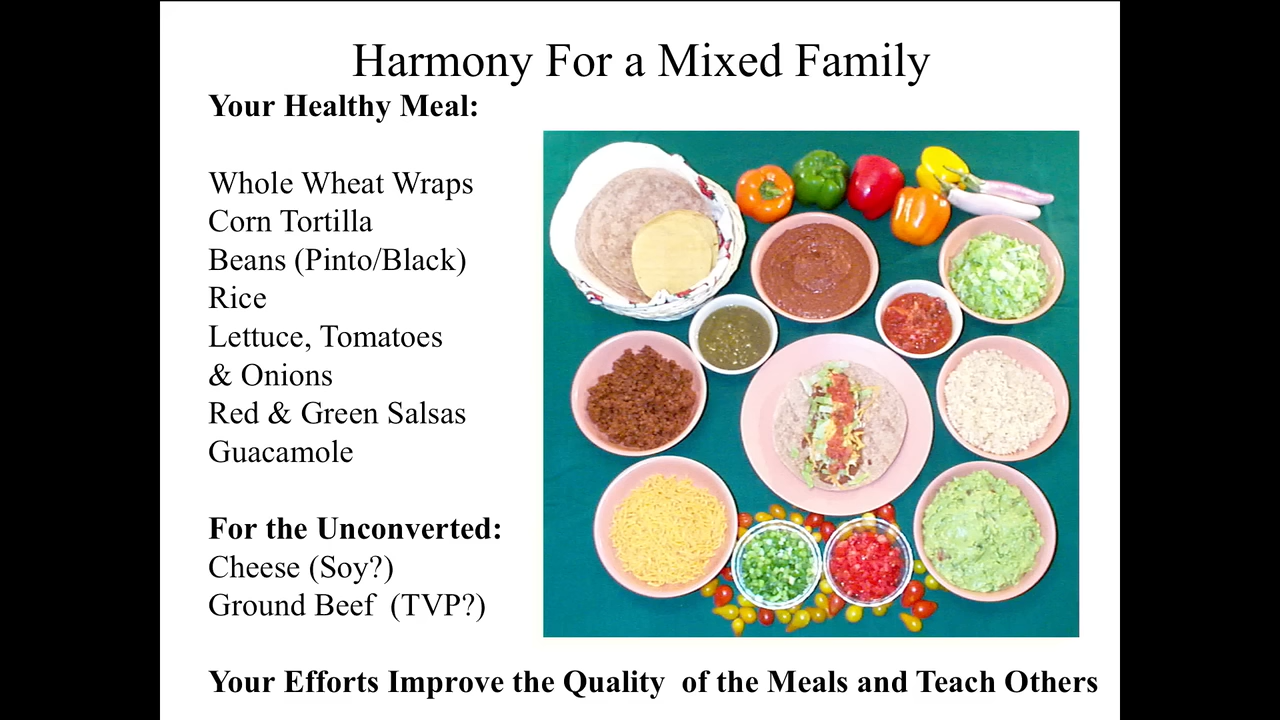 Harmony For a Mixed Family
Your Healthy Meal:
Whole Wheat Wraps
Corn Tortilla
Beans (Pinto/Black)
Rice
Lettuce, Tomatoes
& Onions
Red & Green Salsas
Guacamole
For the Unconverted:
Cheese (Soy?)
Ground Beef  (TVP?)
Your Efforts Improve the Quality  of the Meals and Teach Others